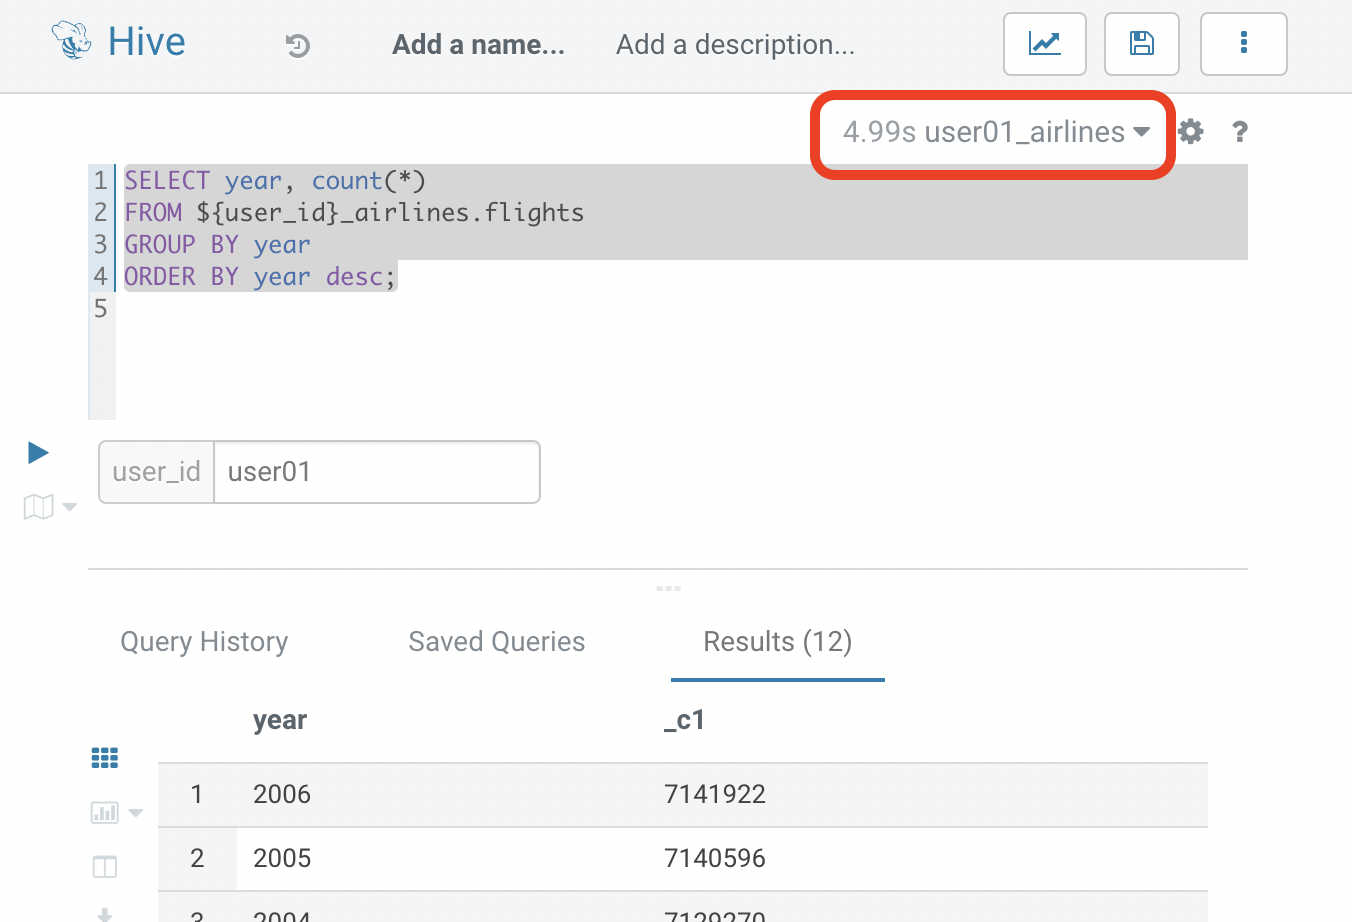 Hive
Add a name...
Add a description...
4.99s user01_airlines
?
1 SELECT year, count(*)
2 FROM ${user_id}_airlines.flights
3 GROUP BY year
4 ORDER BY year desc;
5
user_id user01
Query History
Saved Queries
Results (12)
year _c1
1 2006 7141922
2 2005 7140596
3 2004 7129270